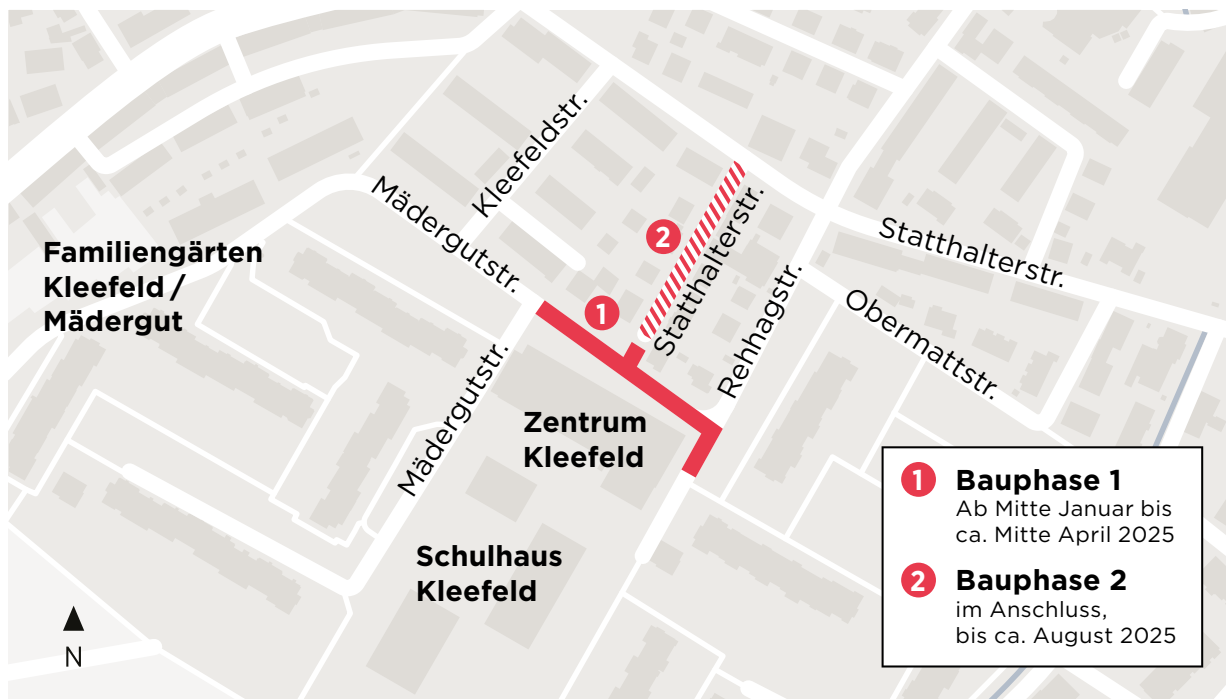 Kleefeldstr.
Mädergutstr.
2
Statthalterstr.
Statthalterstr.
Familiengärten
Kleefeld /
Mädergut
1
Rehhagstr.
Obermattstr.
Mädergutstr.
Zentrum
Kleefeld
Schulhaus
Kleefeld
N
1 Bauphase 1
Ab Mitte Januar bis
ca. Mitte April 2025
2 Bauphase 2
im Anschluss,
bis ca. August 2025